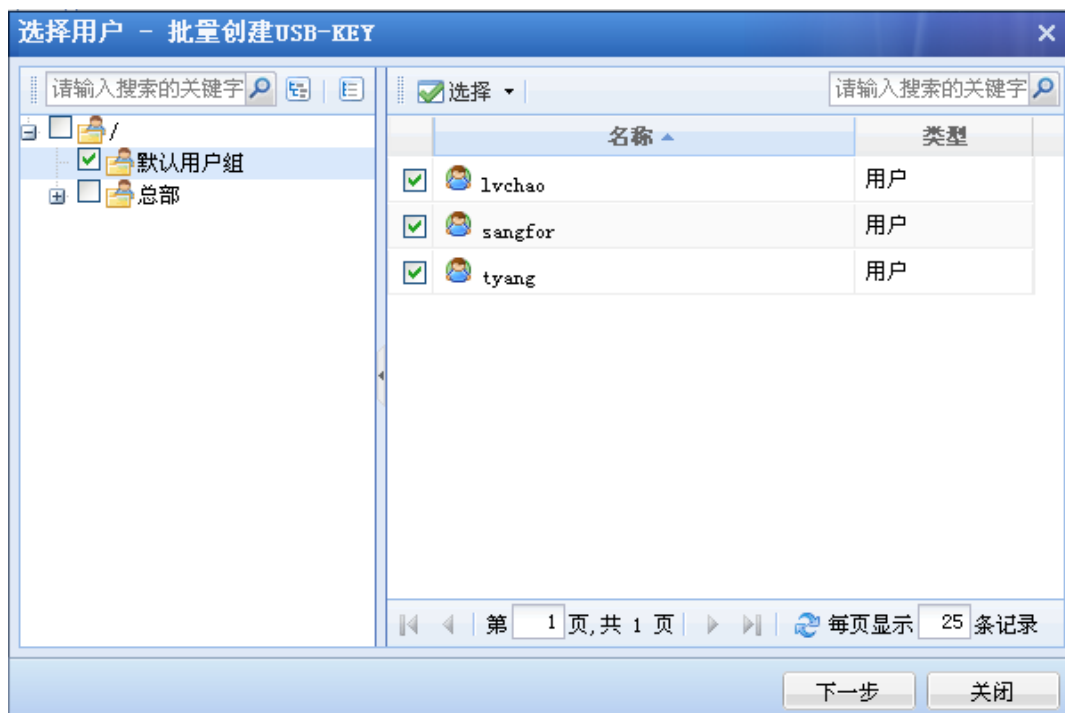 选择用户 - 批量创建USB-KEY
请输入搜索的关键字
/
默认用户组
总部
选择
请输入搜索的关键字
名称 类型
lvchao 用户
sangfor 用户
tyang 用户
第 1 页,共 1 页 每页显示 25 条记录
下一步 关闭